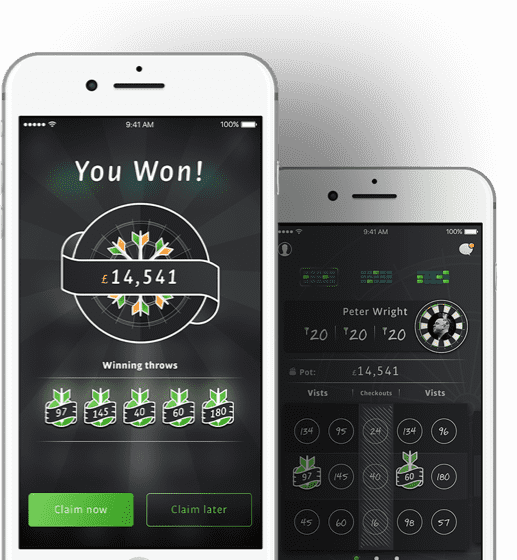 9:41 AM 100%
You Won!
£14,541
Winning throws
97 145 40 60 180
Claim now Claim later
9:41 AM 100%
Peter Wright
T20 T20 T20
Pot: £14,541
Vists Checkouts Vists
134 95 24 134 96
97 145 40 60 180
45 60 16 98 57